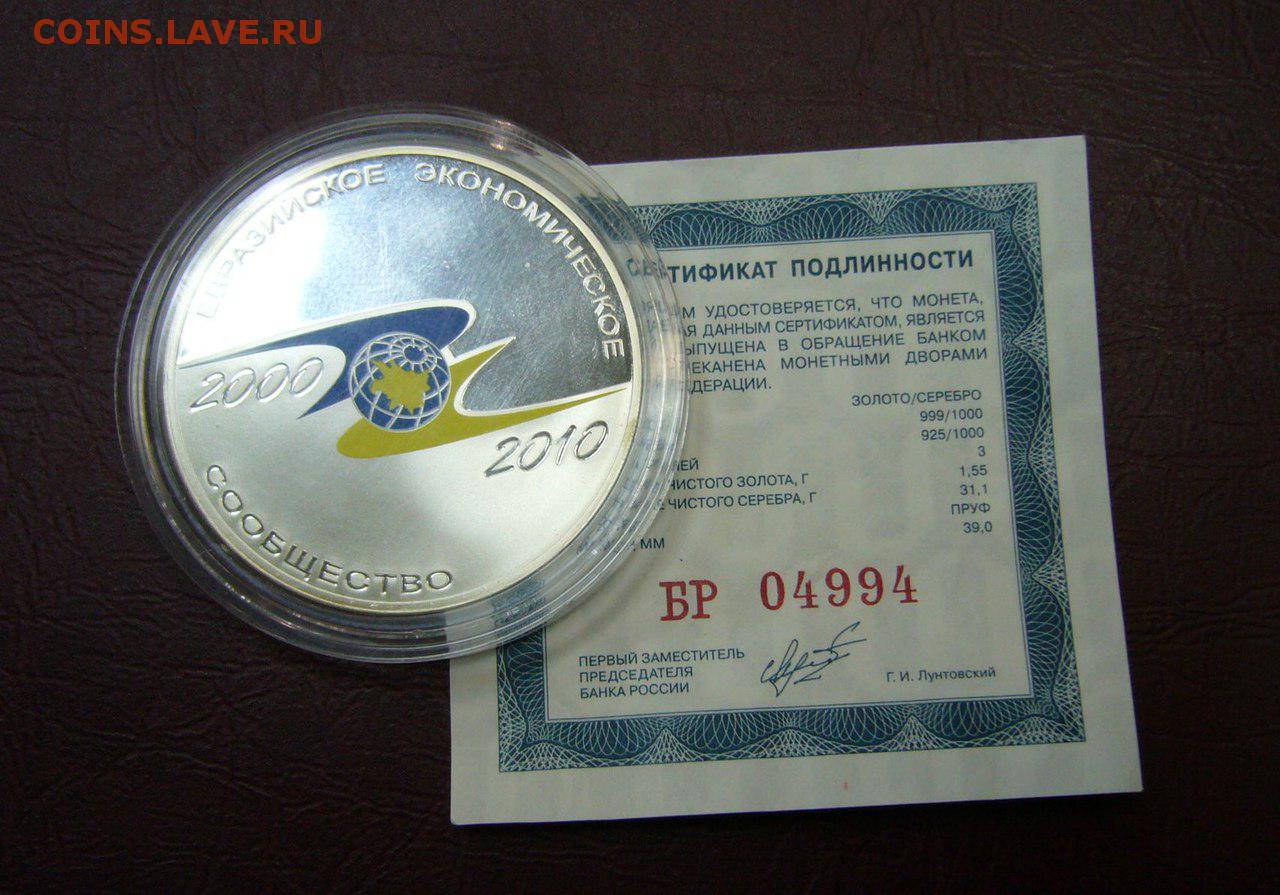 COINS.LAVE.RU
ЕВРАЗИЙСКОЕ ЭКОНОМИЧЕСКОЕ
2000
2010
СООБЩЕСТВО
СЕРТИФИКАТ ПОДЛИННОСТИ
УДОСТОВЕРЯЕТСЯ, ЧТО МОНЕТА,
ДАННЫМ СЕРТИФИКАТОМ, ЯВЛЯЕТСЯ
ВЫПУЩЕНА В ОБРАЩЕНИЕ БАНКОМ
МОНЕТНЫМИ ДВОРАМИ
ЗОЛОТО/СЕРЕБРО
999/1000
925/1000
3
ЧИСТОГО ЗОЛОТА, Г 1,55
ЧИСТОГО СЕРЕБРА, Г 31,1
ПРУФ
ММ 39,0
БР 04994
ПЕРВЫЙ ЗАМЕСТИТЕЛЬ
ПРЕДСЕДАТЕЛЯ
БАНКА РОССИИ
Г. И. Лунтовский